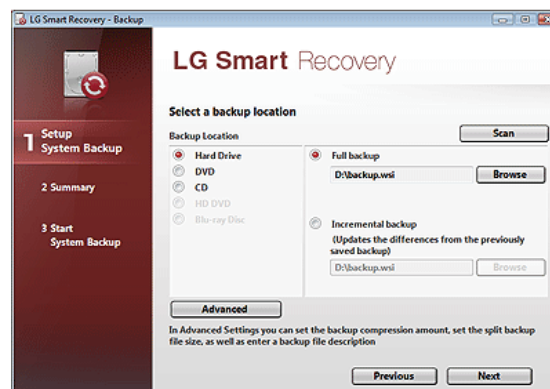 LG Smart Recovery - Backup
LG Smart Recovery
1 Setup
System Backup
2 Summary
3 Start
System Backup
Select a backup location
Backup Location
Scan
Hard Drive
DVD
CD
HD DVD
Blu-ray Disc
Full backup
D:\backup.wsi
Browse
Incremental backup
(Updates the differences from the previously
saved backup)
D:\backup.wsi
Browse
Advanced
In Advanced Settings you can set the backup compression amount, set the split backup
file size, as well as enter a backup file description
Previous
Next